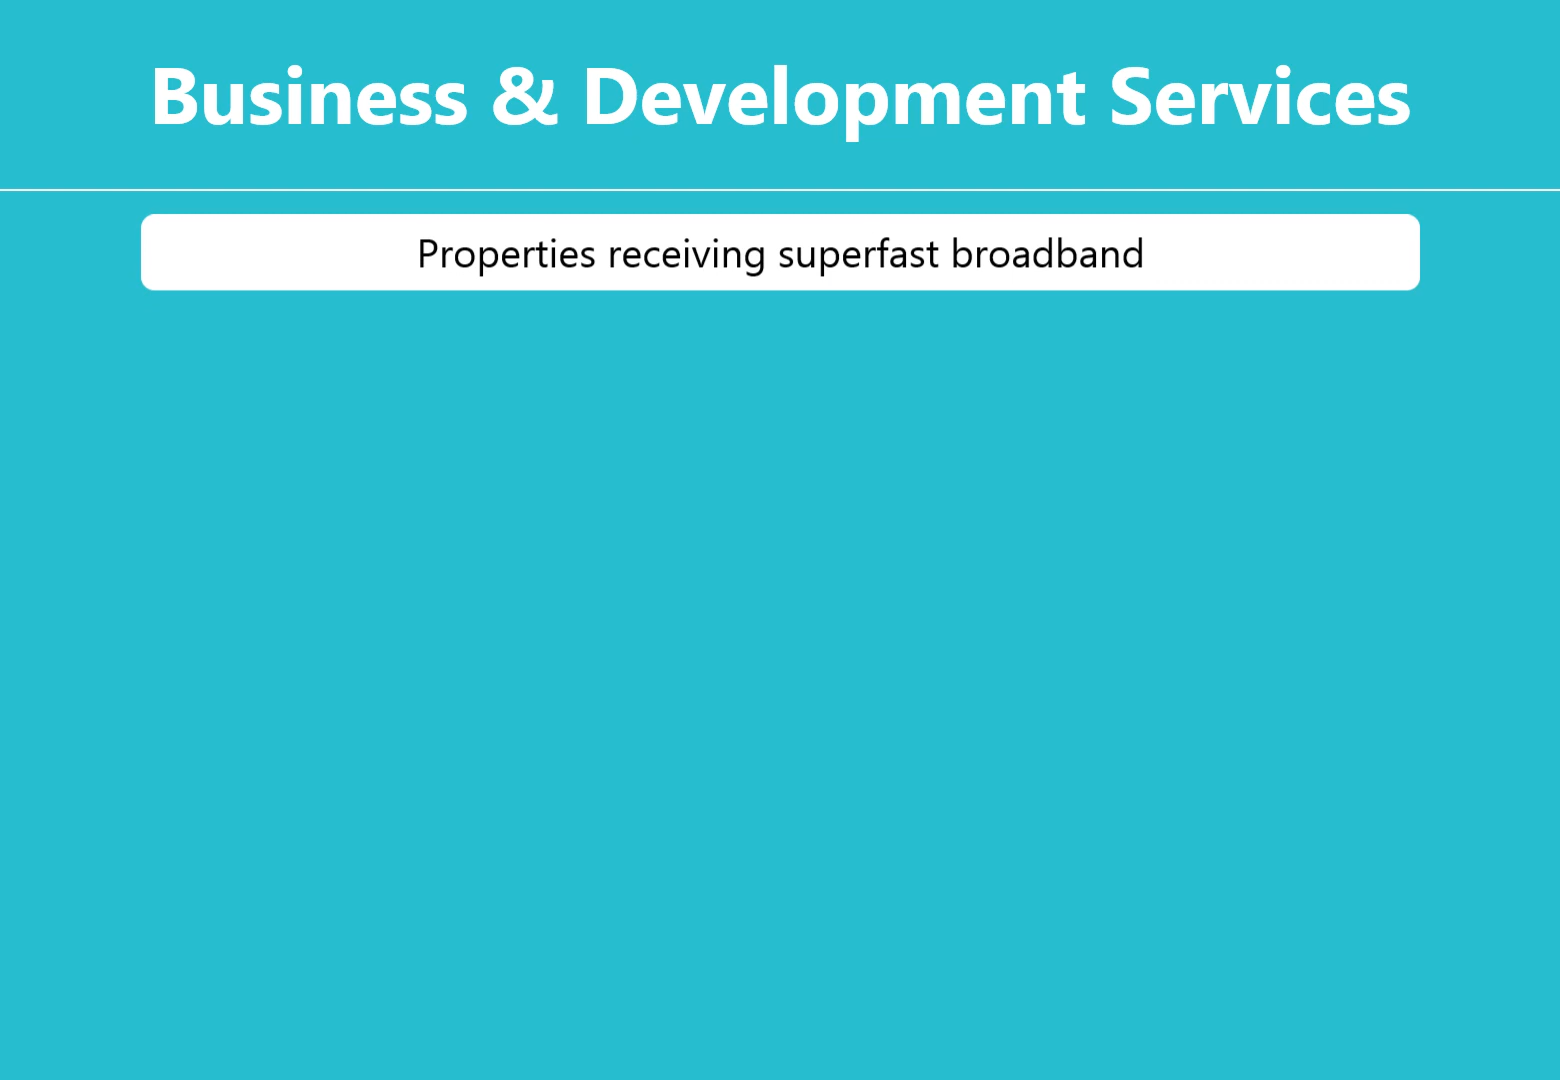 Business & Development Services
Properties receiving superfast broadband